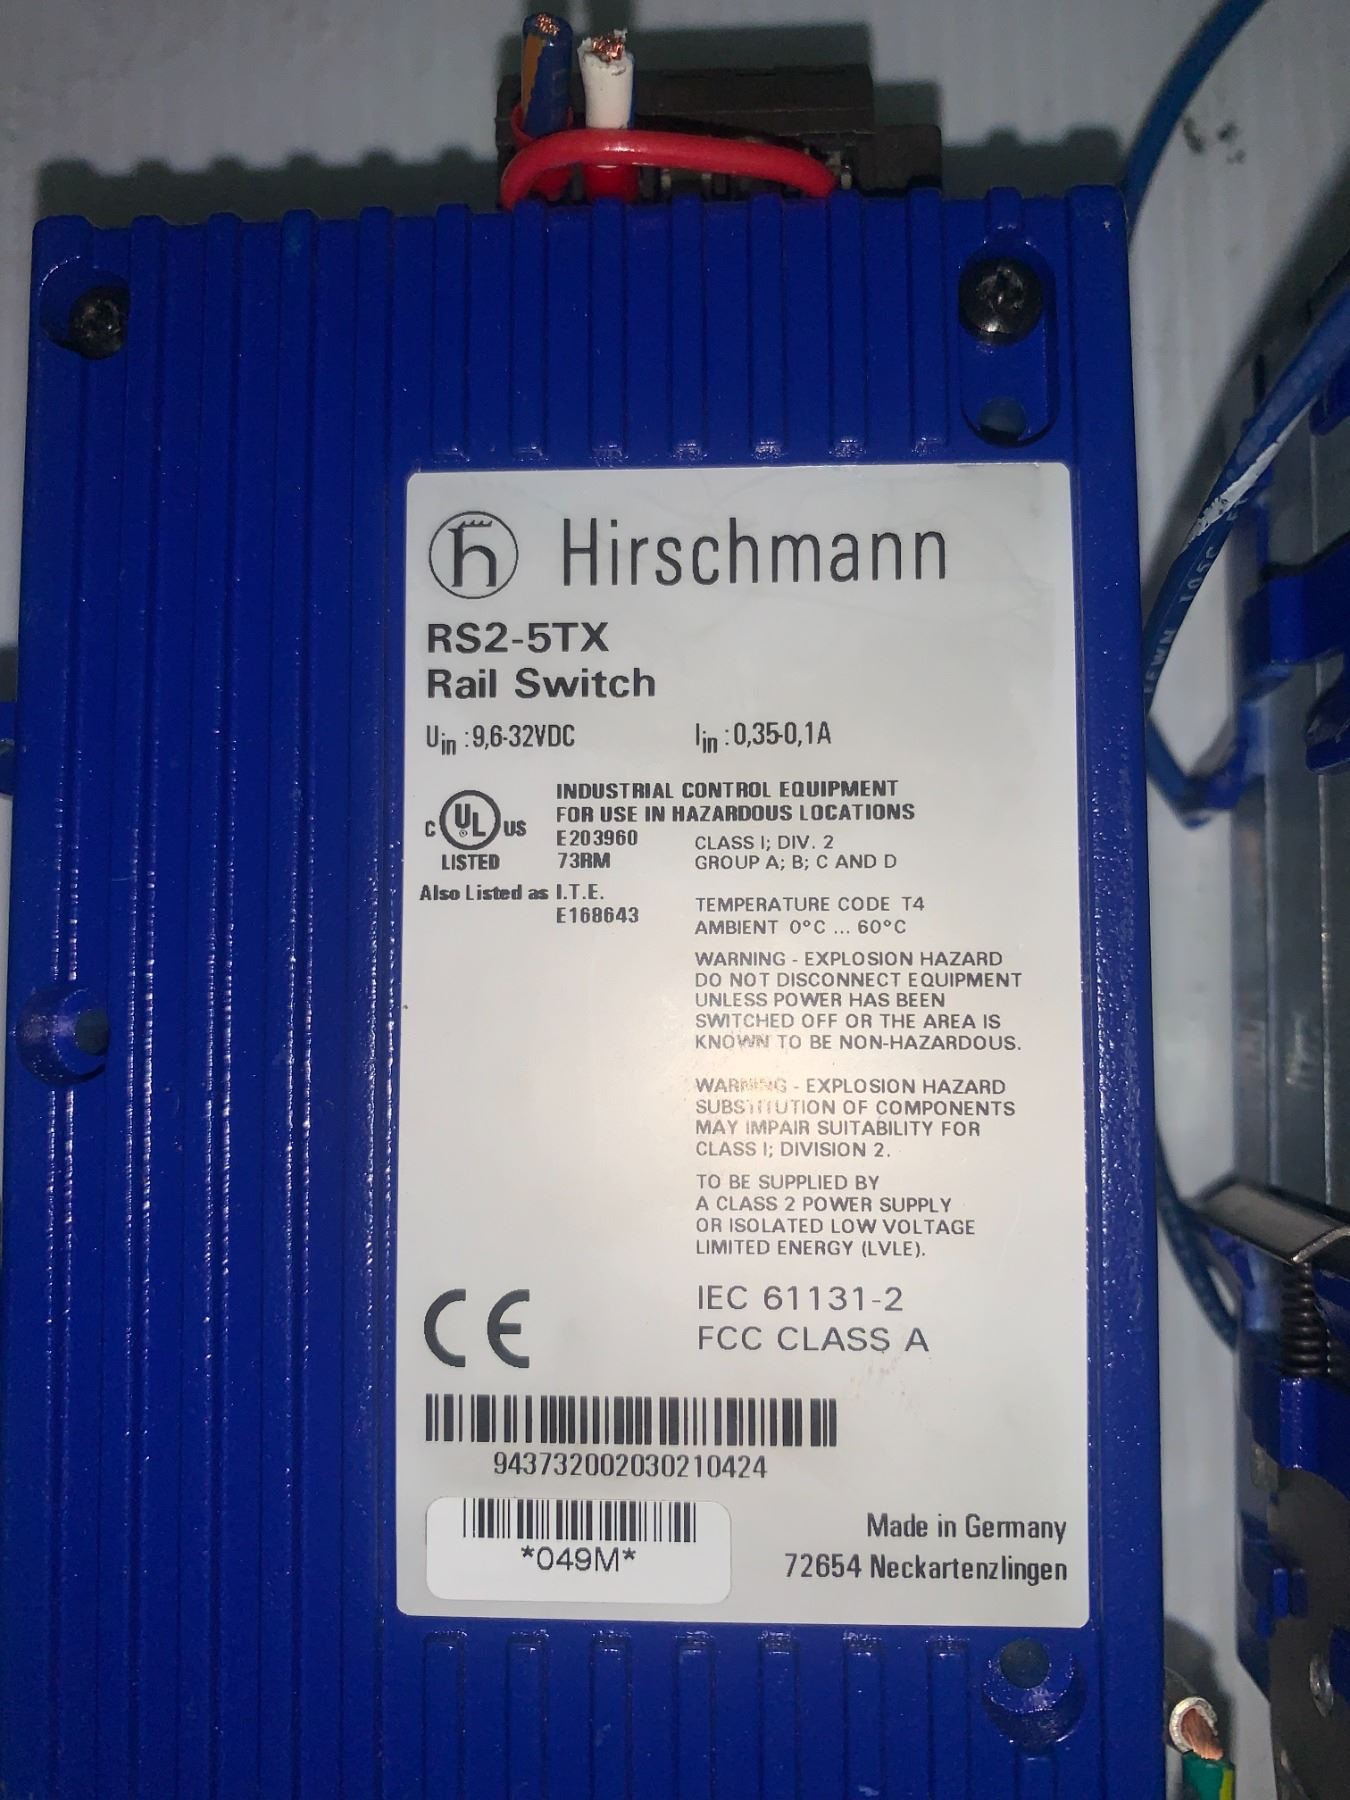 Hirschmann
RS2-5TX
Rail Switch
Uin : 9,6-32VDC Iin : 0,35-0,1A
C UL US
LISTED
INDUSTRIAL CONTROL EQUIPMENT
FOR USE IN HAZARDOUS LOCATIONS
E203960
73RM
CLASS I; DIV. 2
GROUP A; B; C AND D
Also Listed as I.T.E.
E168643
TEMPERATURE CODE T4
AMBIENT 0°C ... 60°C
WARNING - EXPLOSION HAZARD
DO NOT DISCONNECT EQUIPMENT
UNLESS POWER HAS BEEN
SWITCHED OFF OR THE AREA IS
KNOWN TO BE NON-HAZARDOUS.
WARNING - EXPLOSION HAZARD
SUBSTITUTION OF COMPONENTS
MAY IMPAIR SUITABILITY FOR
CLASS I; DIVISION 2.
TO BE SUPPLIED BY
A CLASS 2 POWER SUPPLY
OR ISOLATED LOW VOLTAGE
LIMITED ENERGY (LVLE).
CE
IEC 61131-2
FCC CLASS A
943732002030210424
*049M*
Made in Germany
72654 Neckartenzlingen